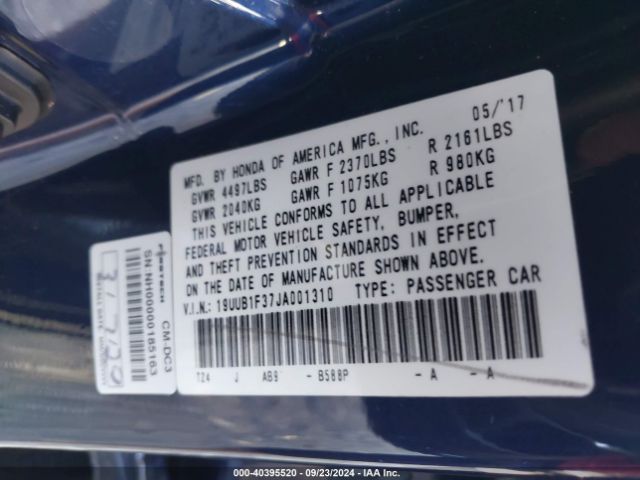 05/'17
MFD. BY HONDA OF AMERICA MFG., INC.
GVWR 4497LBS GAWR F 2370LBS R 2161LBS
GVWR 2040KG GAWR F 1075KG R 980KG
THIS VEHICLE CONFORMS TO ALL APPLICABLE
FEDERAL MOTOR VEHICLE SAFETY, BUMPER,
AND THEFT PREVENTION STANDARDS IN EFFECT
ON THE DATE OF MANUFACTURE SHOWN ABOVE.
V.I.N.: 19UUB1F37JA001310 TYPE: PASSENGER CAR
TZ4 J AB9 - B588P - A - A
CM-DC3
SN NH00000185163
00-40395520 - 09/23/2024 - IAA Inc.